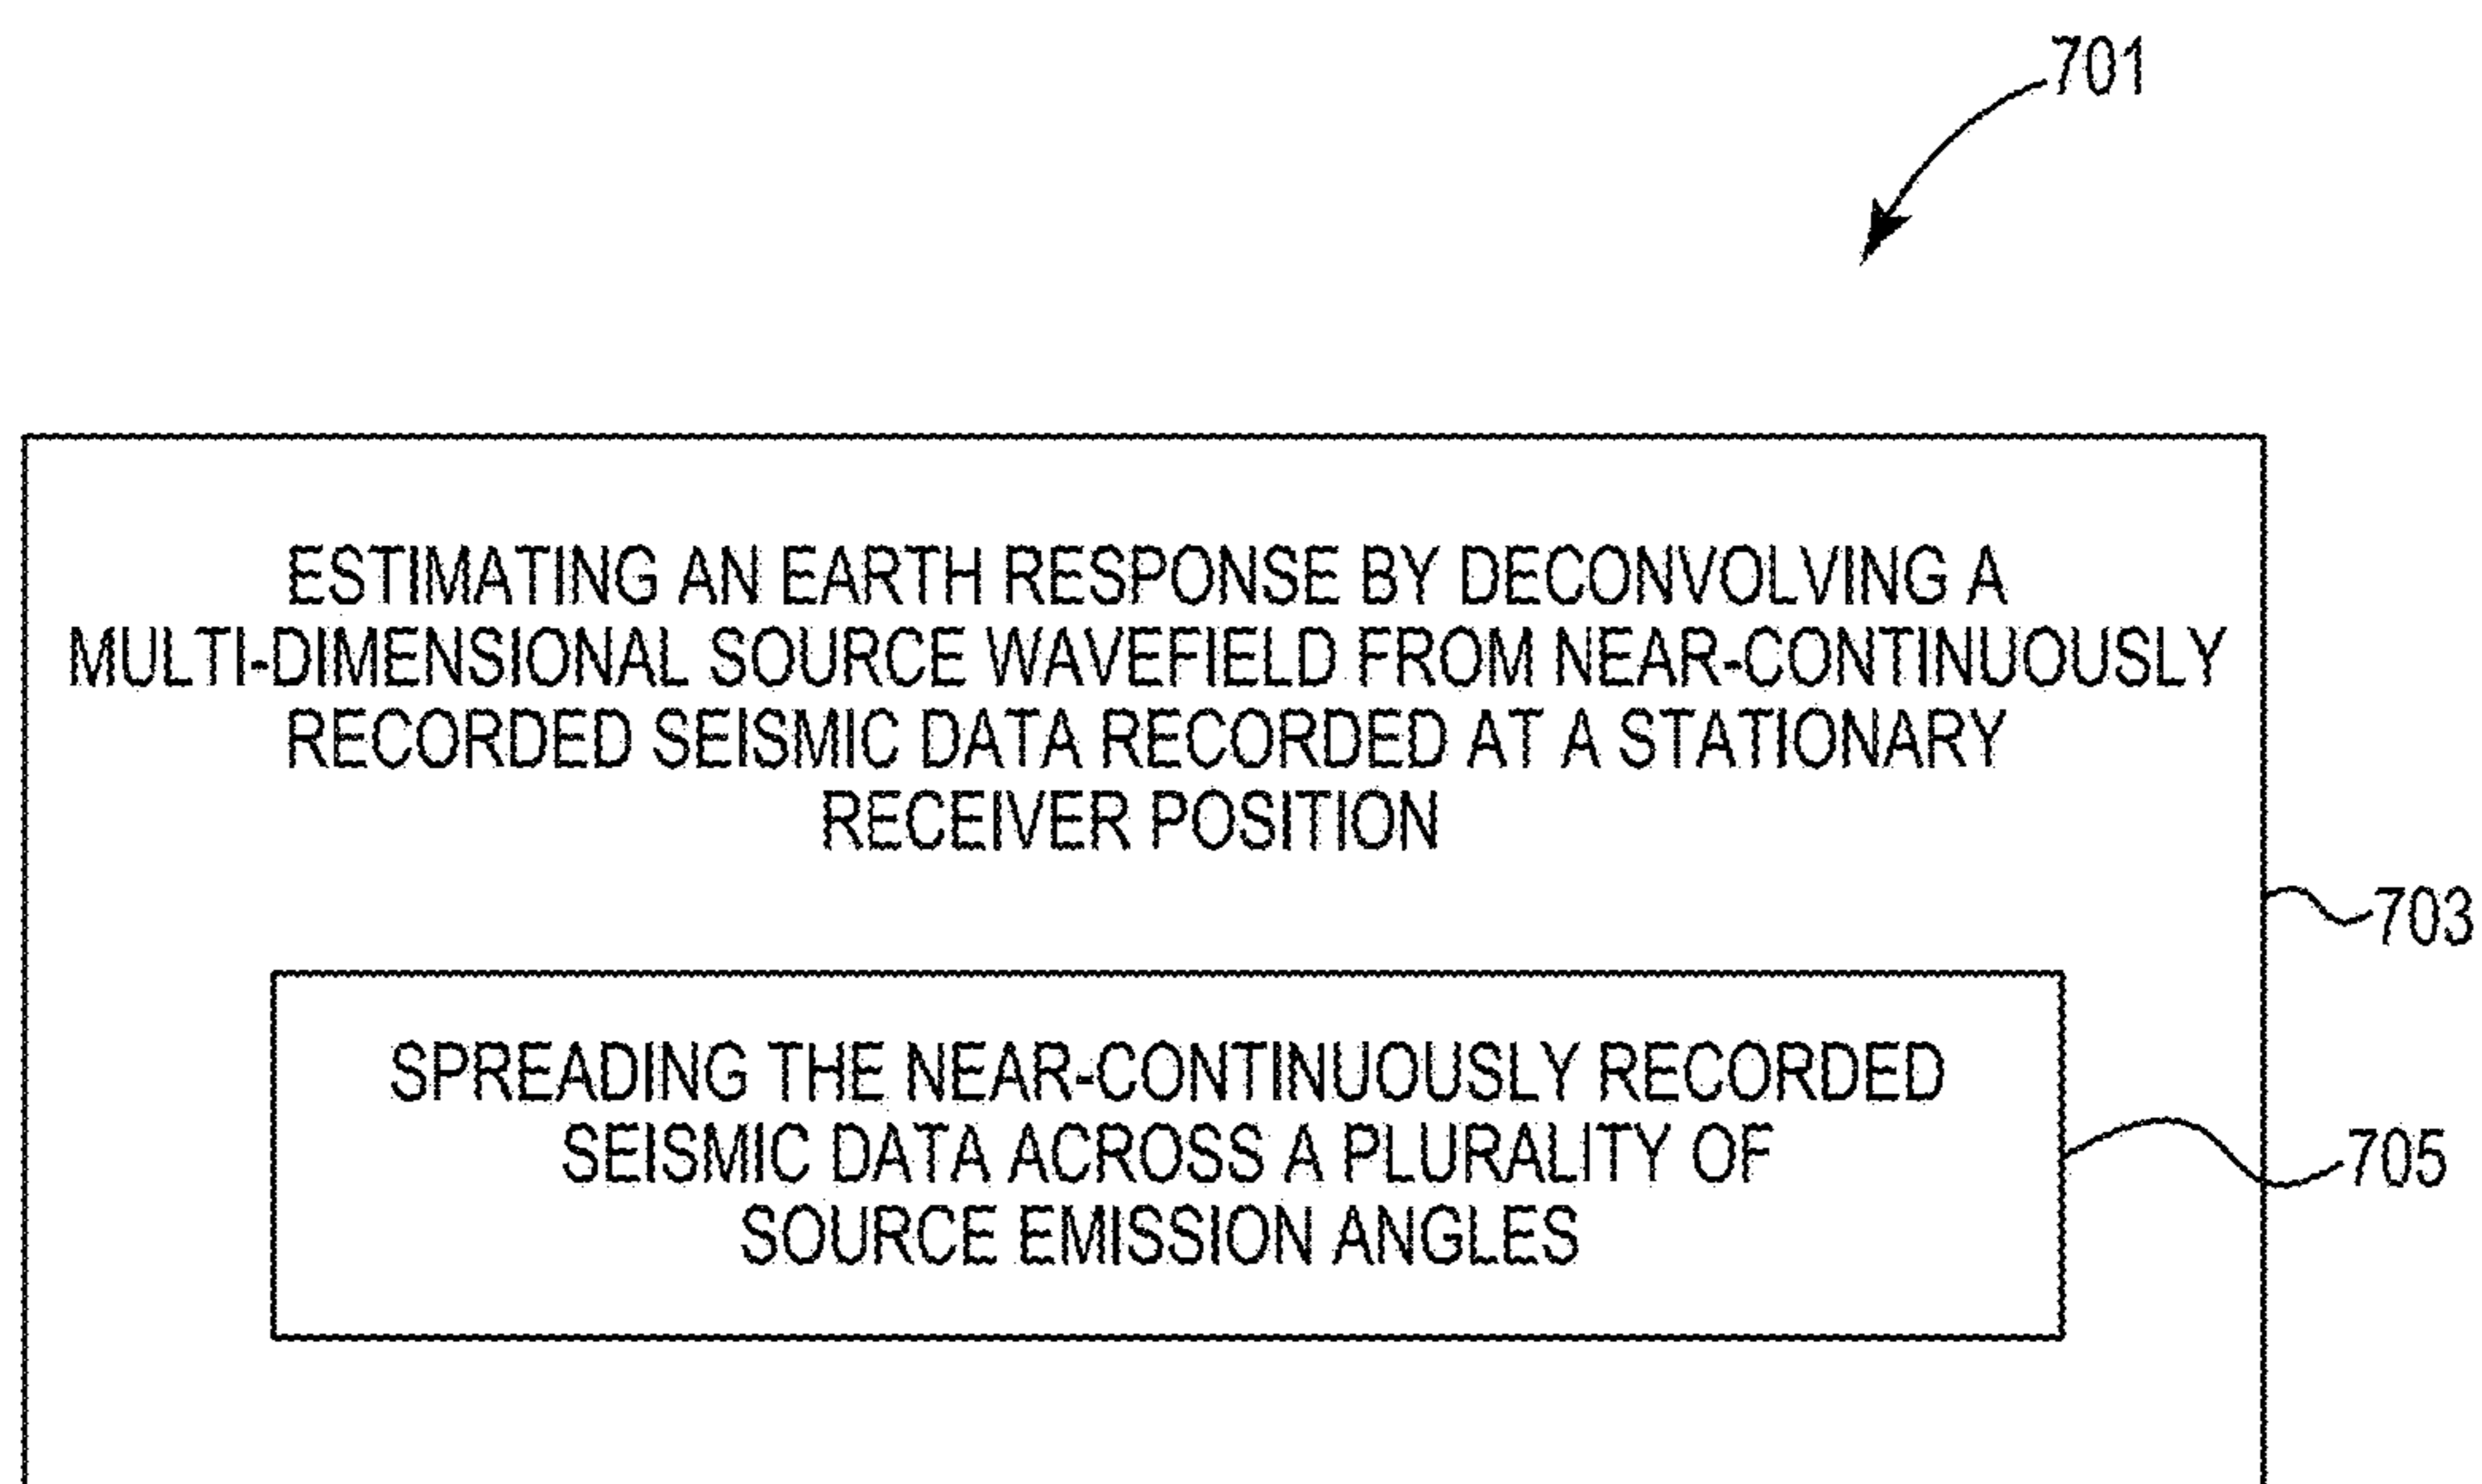 701
ESTIMATING AN EARTH RESPONSE BY DECONVOLVING A
MULTI-DIMENSIONAL SOURCE WAVEFIELD FROM NEAR-CONTINUOUSLY
RECORDED SEISMIC DATA RECORDED AT A STATIONARY
RECEIVER POSITION
703
SPREADING THE NEAR-CONTINUOUSLY RECORDED
SEISMIC DATA ACROSS A PLURALITY OF
SOURCE EMISSION ANGLES
705